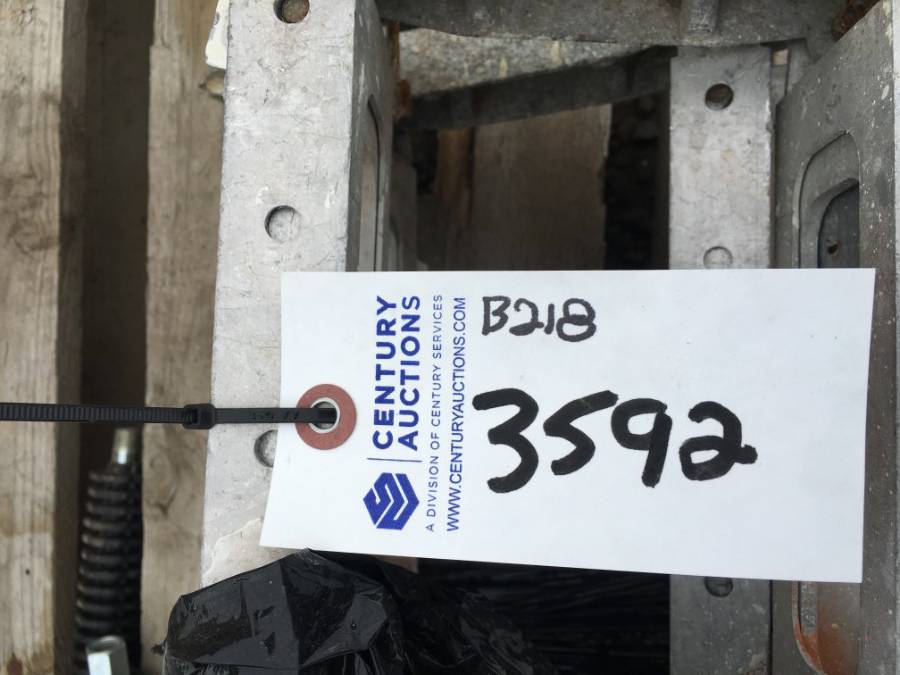 CENTURY
AUCTIONS
A DIVISION OF CENTURY SERVICES
WWW.CENTURYAUCTIONS.COM
B218
3592